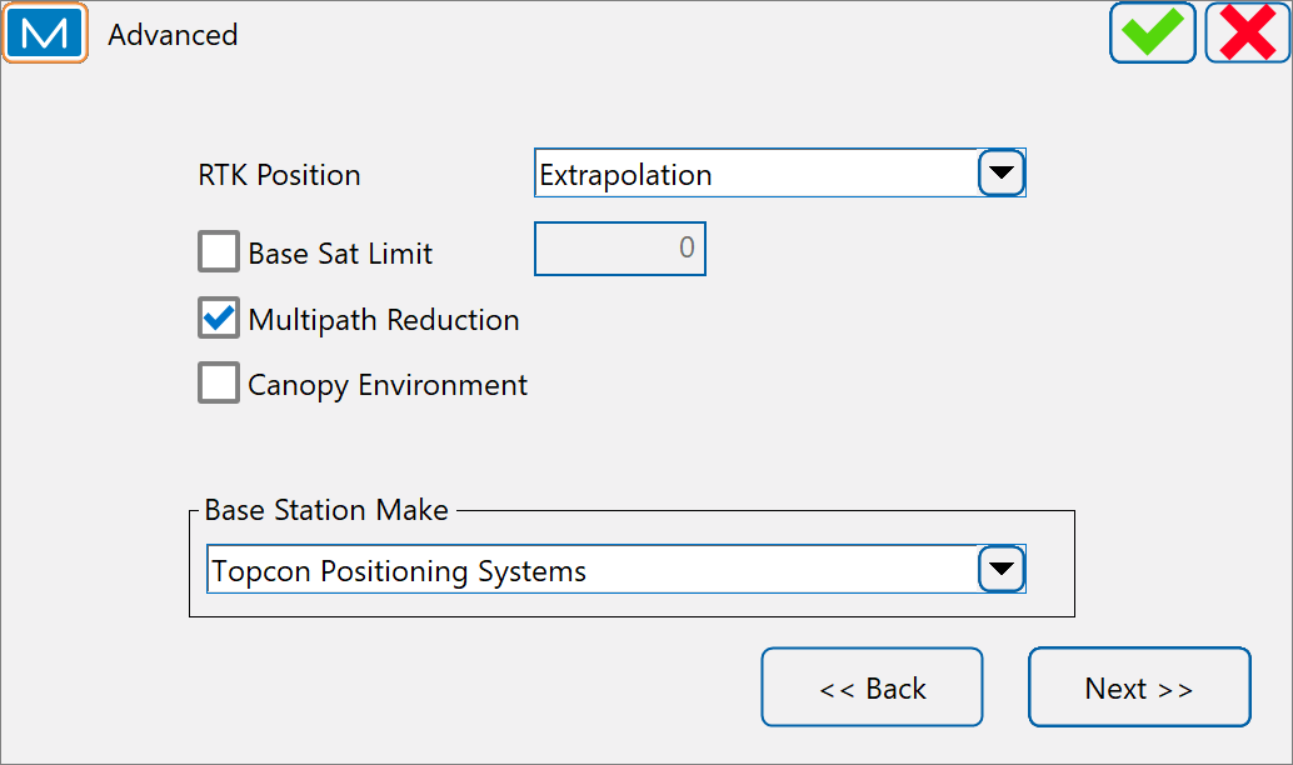 M Advanced
RTK Position Extrapolation
Base Sat Limit 0
Multipath Reduction
Canopy Environment
Base Station Make
Topcon Positioning Systems
<< Back Next >>